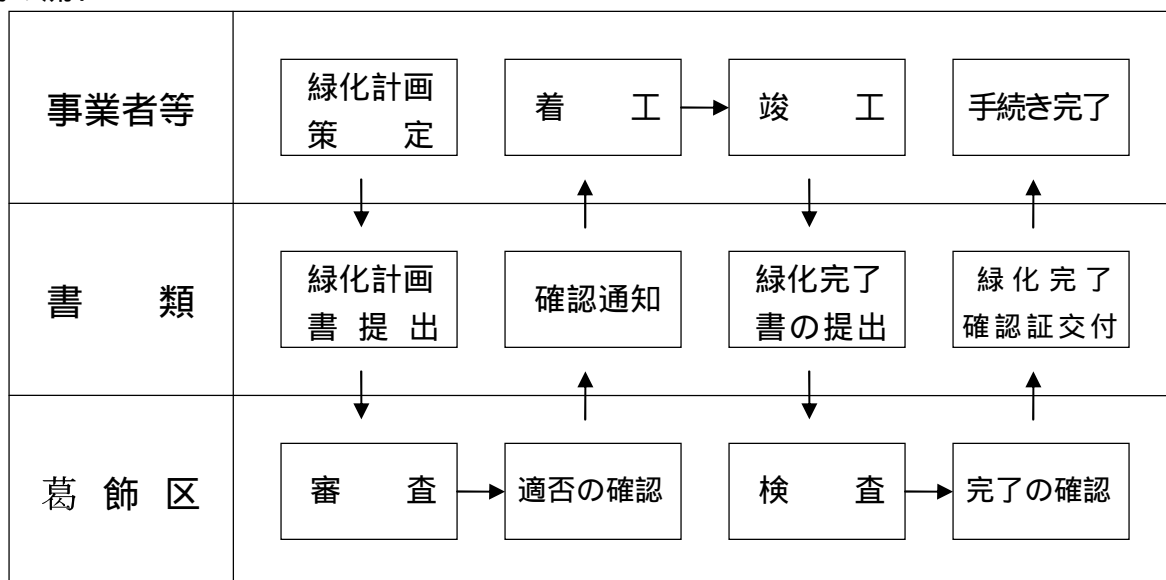 事業者等
緑化計画
策定
着工
竣工
手続き完了
書類
緑化計画
書提出
確認通知
緑化完了
書の提出
緑化完了
確認証交付
葛飾区
審査
適否の確認
検査
完了の確認